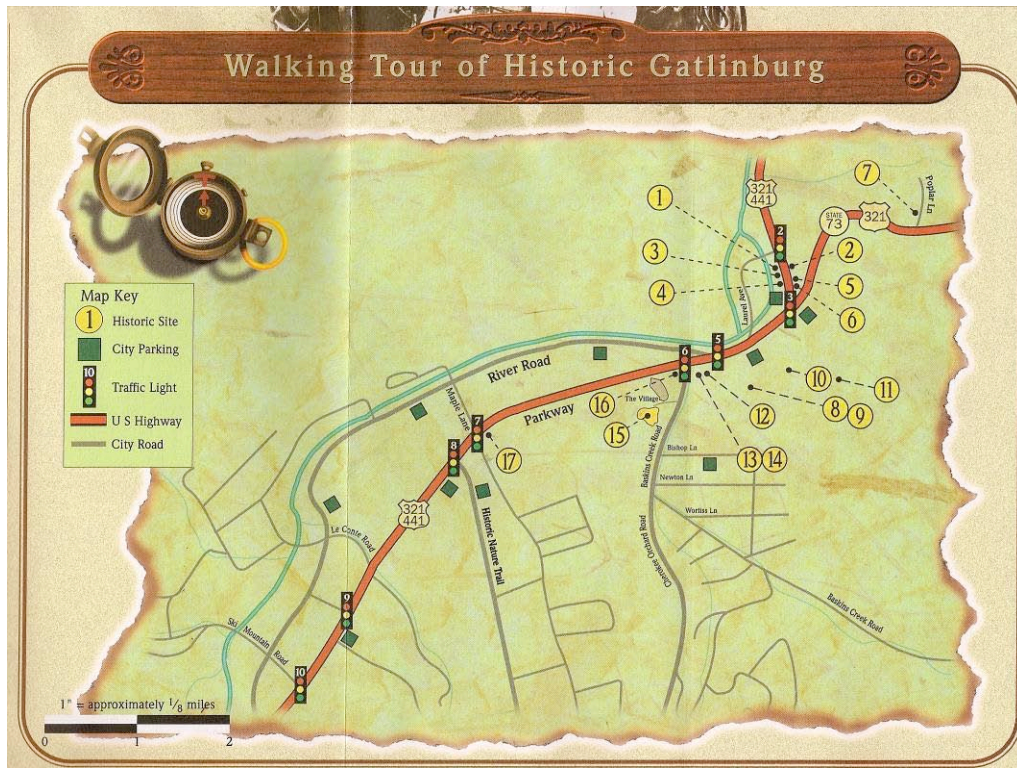 Walking Tour of Historic Gatlinburg
Map Key
1 Historic Site
City Parking
10
Traffic Light
U S Highway
City Road
321
441
STATE
73
321
7
Poplar Ln
1
2
3
4
5
6
2
3
Laurel Ave
5
6
River Road
Parkway
The Village
16
15
10
11
8
9
12
13
14
Maple Lane
7
8
17
Baskins Creek Road
Bishop Ln
Newton Ln
Worliss Ln
Cherokee Orchard Road
Baskins Creek Road
321
441
Historic Nature Trail
Le Conte Road
9
Ski Mountain Road
10
1" = approximately 1/8 miles
0 1 2